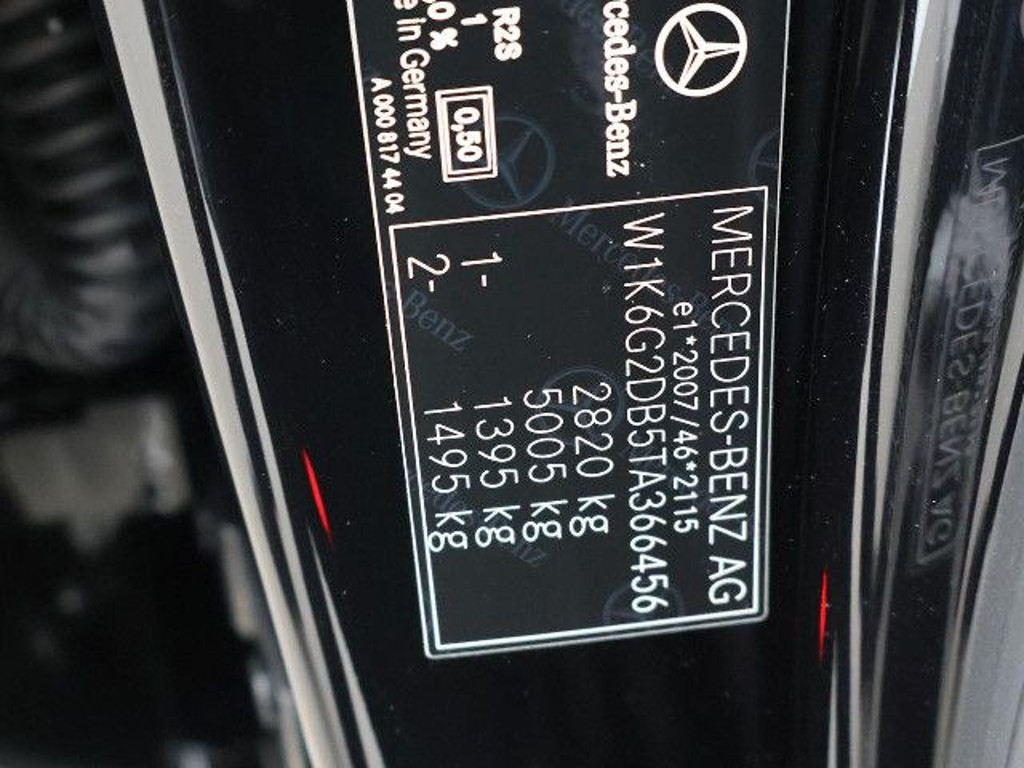 Mercedes-Benz
R2S
1
0,50
in Germany
A 000 817 44 04
MERCEDES-BENZ AG
e1*2007/46*2115
W1K6G2DB5TA366456
2820 kg
5005 kg
1- 1395 kg
2- 1495 kg